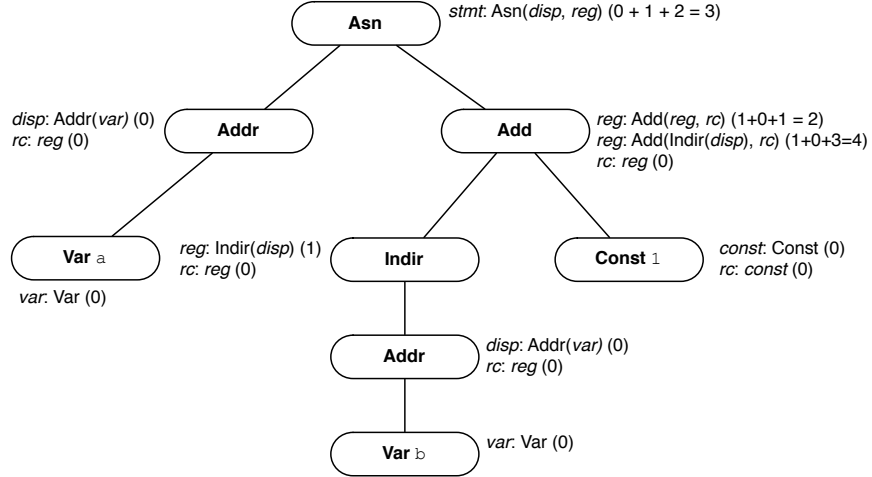 Asn
stmt: Asn(disp, reg) (0 + 1 + 2 = 3)
disp: Addr(var) (0)
rc: reg (0)
Addr
Add
reg: Add(reg, rc) (1+0+1 = 2)
reg: Add(Indir(disp), rc) (1+0+3=4)
rc: reg (0)
Var a
var: Var (0)
reg: Indir(disp) (1)
rc: reg (0)
Indir
Const 1
const: Const (0)
rc: const (0)
Addr
disp: Addr(var) (0)
rc: reg (0)
Var b
var: Var (0)